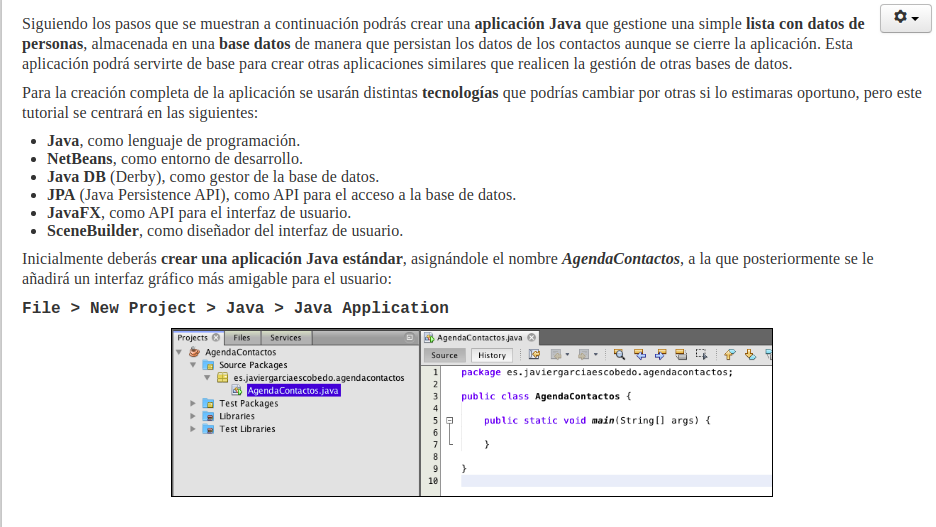 Siguiendo los pasos que se muestran a continuación podrás crear una aplicación Java que gestione una simple lista con datos de
personas, almacenada en una base datos de manera que persistan los datos de los contactos aunque se cierre la aplicación. Esta
aplicación podrá servirte de base para crear otras aplicaciones similares que realicen la gestión de otras bases de datos.
Para la creación completa de la aplicación se usarán distintas tecnologías que podrías cambiar por otras si lo estimaras oportuno, pero este
tutorial se centrará en las siguientes:
• Java, como lenguaje de programación.
• NetBeans, como entorno de desarrollo.
• Java DB (Derby), como gestor de la base de datos.
• JPA (Java Persistence API), como API para el acceso a la base de datos.
• JavaFX, como API para el interfaz de usuario.
• SceneBuilder, como diseñador del interfaz de usuario.
Inicialmente deberás crear una aplicación Java estándar, asignándole el nombre AgendaContactos, a la que posteriormente se le
añadirá un interfaz gráfico más amigable para el usuario:
File > New Project > Java > Java Application
Projects Files Services
AgendaContactos
Source Packages
es.javiergarciaescobedo.agendacontactos
AgendaContactos.java
Test Packages
Libraries
Test Libraries
AgendaContactos.java
Source History
1 package es.javiergarciaescobedo.agendacontactos;
2
3 public class AgendaContactos {
4
5 public static void main(String[] args) {
6
7 }
8
9 }
10